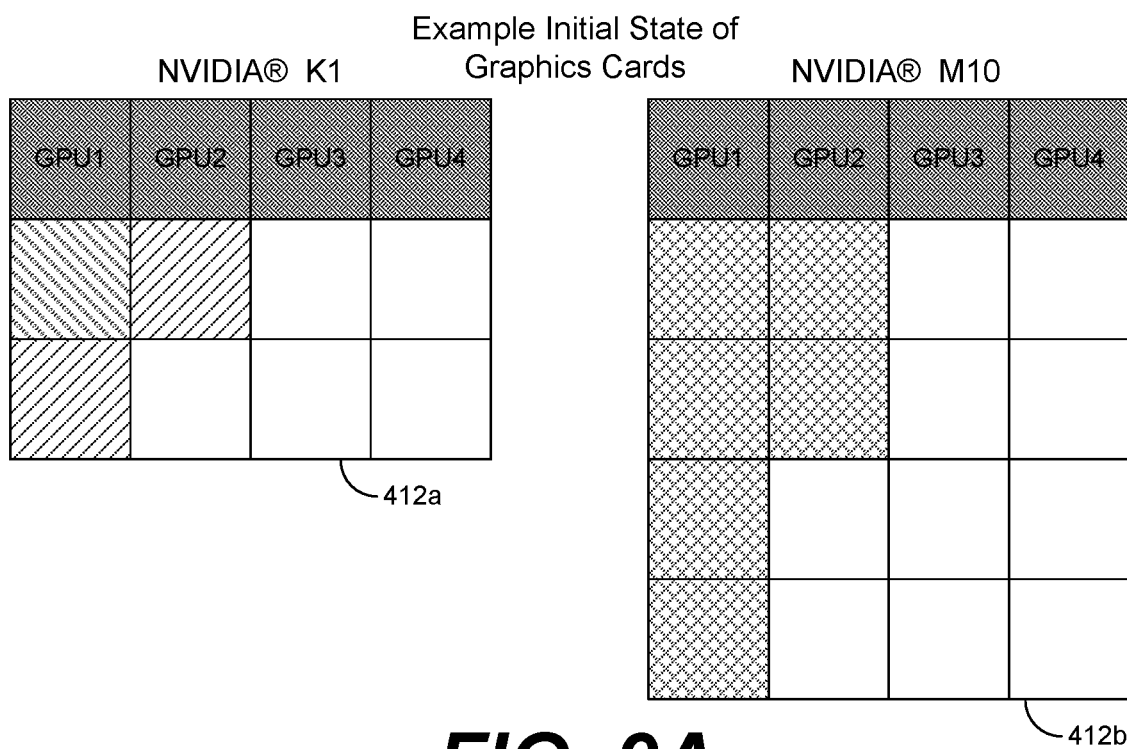 Example Initial State of
Graphics Cards
NVIDIA® K1
NVIDIA® M10
GPU1 GPU2 GPU3 GPU4
GPU1 GPU2 GPU3 GPU4
412a
412b